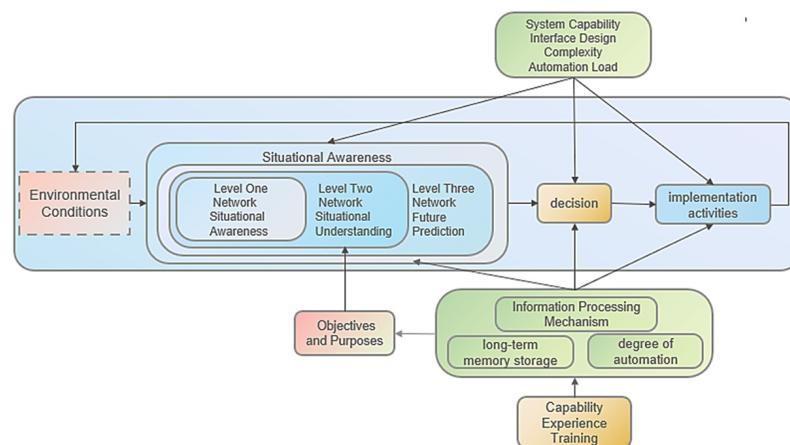 System Capability
Interface Design
Complexity
Automation Load
Situational Awareness
Environmental
Conditions
Level One
Network
Situational
Awareness
Level Two
Network
Situational
Understanding
Level Three
Network
Future
Prediction
decision
implementation
activities
Objectives
and Purposes
Information Processing
Mechanism
long-term
memory storage
degree of
automation
Capability
Experience
Training